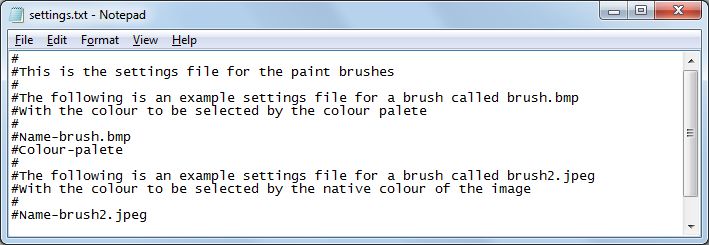 settings.txt - Notepad
File Edit Format View Help
#
#This is the settings file for the paint brushes
#
#The following is an example settings file for a brush called brush.bmp
#With the colour to be selected by the colour palete
#
#Name-brush.bmp
#Colour-palete
#
#The following is an example settings file for a brush called brush2.jpeg
#With the colour to be selected by the native colour of the image
#
#Name-brush2.jpeg